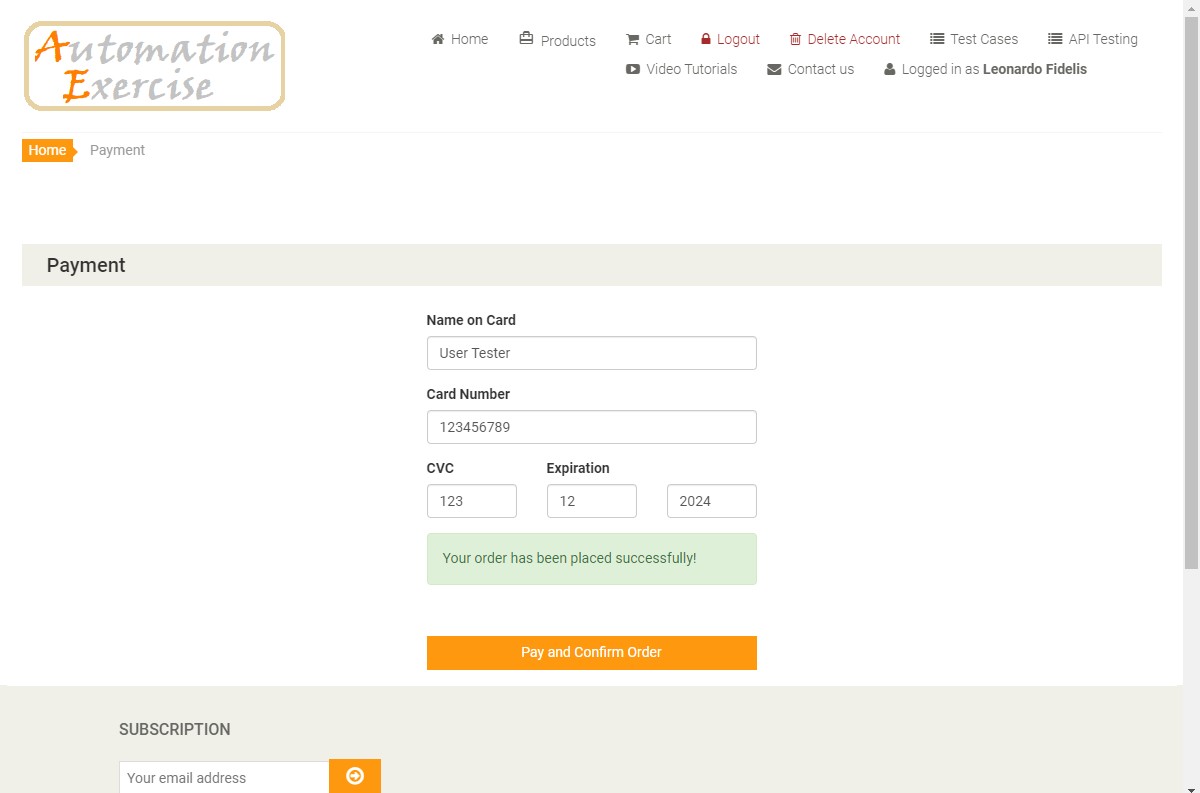 Automation
Exercise
Home Products Cart Logout Delete Account Test Cases API Testing
Video Tutorials Contact us Logged in as Leonardo Fidelis
Home Payment
Payment
Name on Card
User Tester
Card Number
123456789
CVC Expiration
123 12 2024
Your order has been placed successfully!
Pay and Confirm Order
SUBSCRIPTION
Your email address